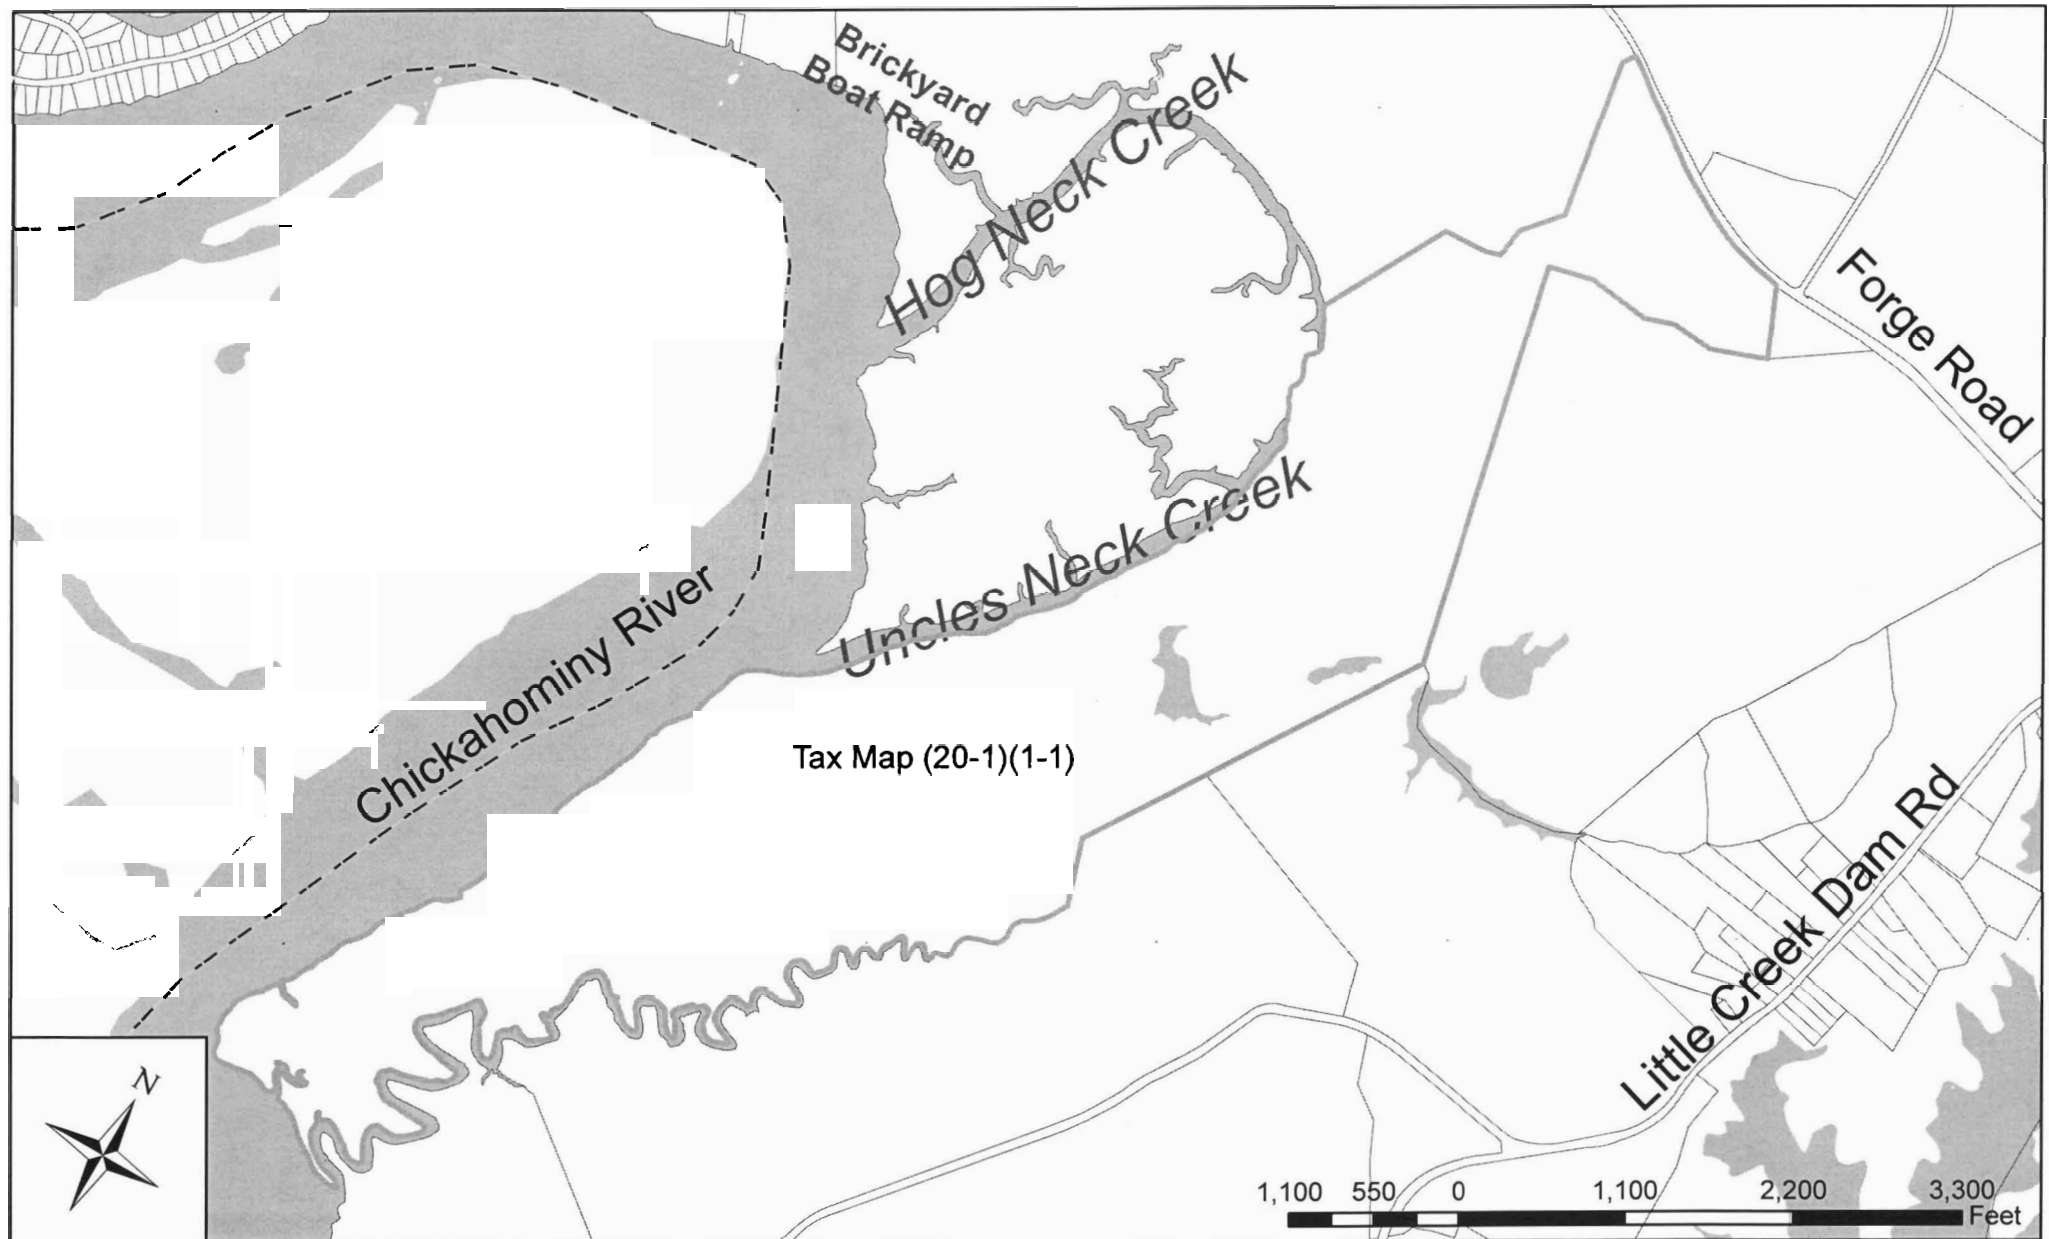 Brickyard
Boat Ramp
Hog Neck Creek
Forge Road
Uncles Neck Creek
Chickahominy River
Tax Map (20-1)(1-1)
Little Creek Dam Rd
N
1,100 550 0 1,100 2,200 3,300
Feet